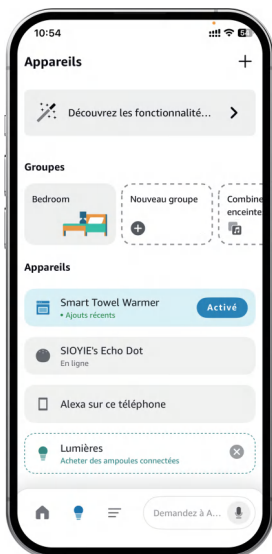 10:54
Appareils
Découvrez les fonctionnalité...
Groupes
Bedroom
Nouveau groupe
Combine
enceinte
Appareils
Smart Towel Warmer
• Ajouts récents
Activé
SIOYIE's Echo Dot
En ligne
Alexa sur ce téléphone
Lumières
Acheter des ampoules connectées
Demandez à A...